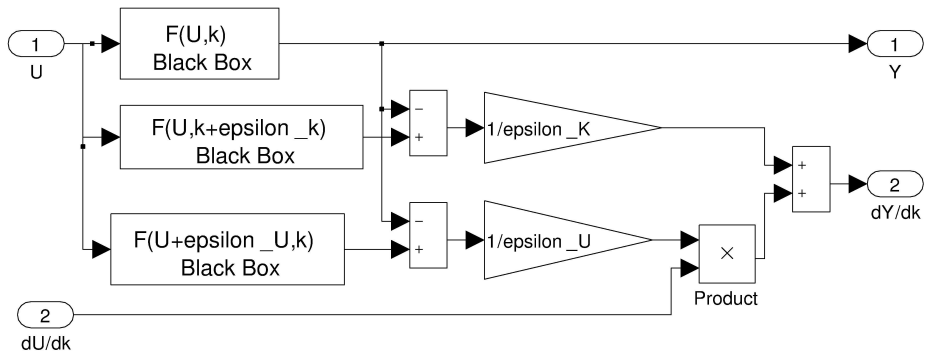 1
U
F(U,k)
Black Box
1
Y
F(U,k+epsilon _k)
Black Box
−
+
1/epsilon _K
+
+
2
dY/dk
F(U+epsilon _U,k)
Black Box
−
+
1/epsilon _U
×
Product
2
dU/dk